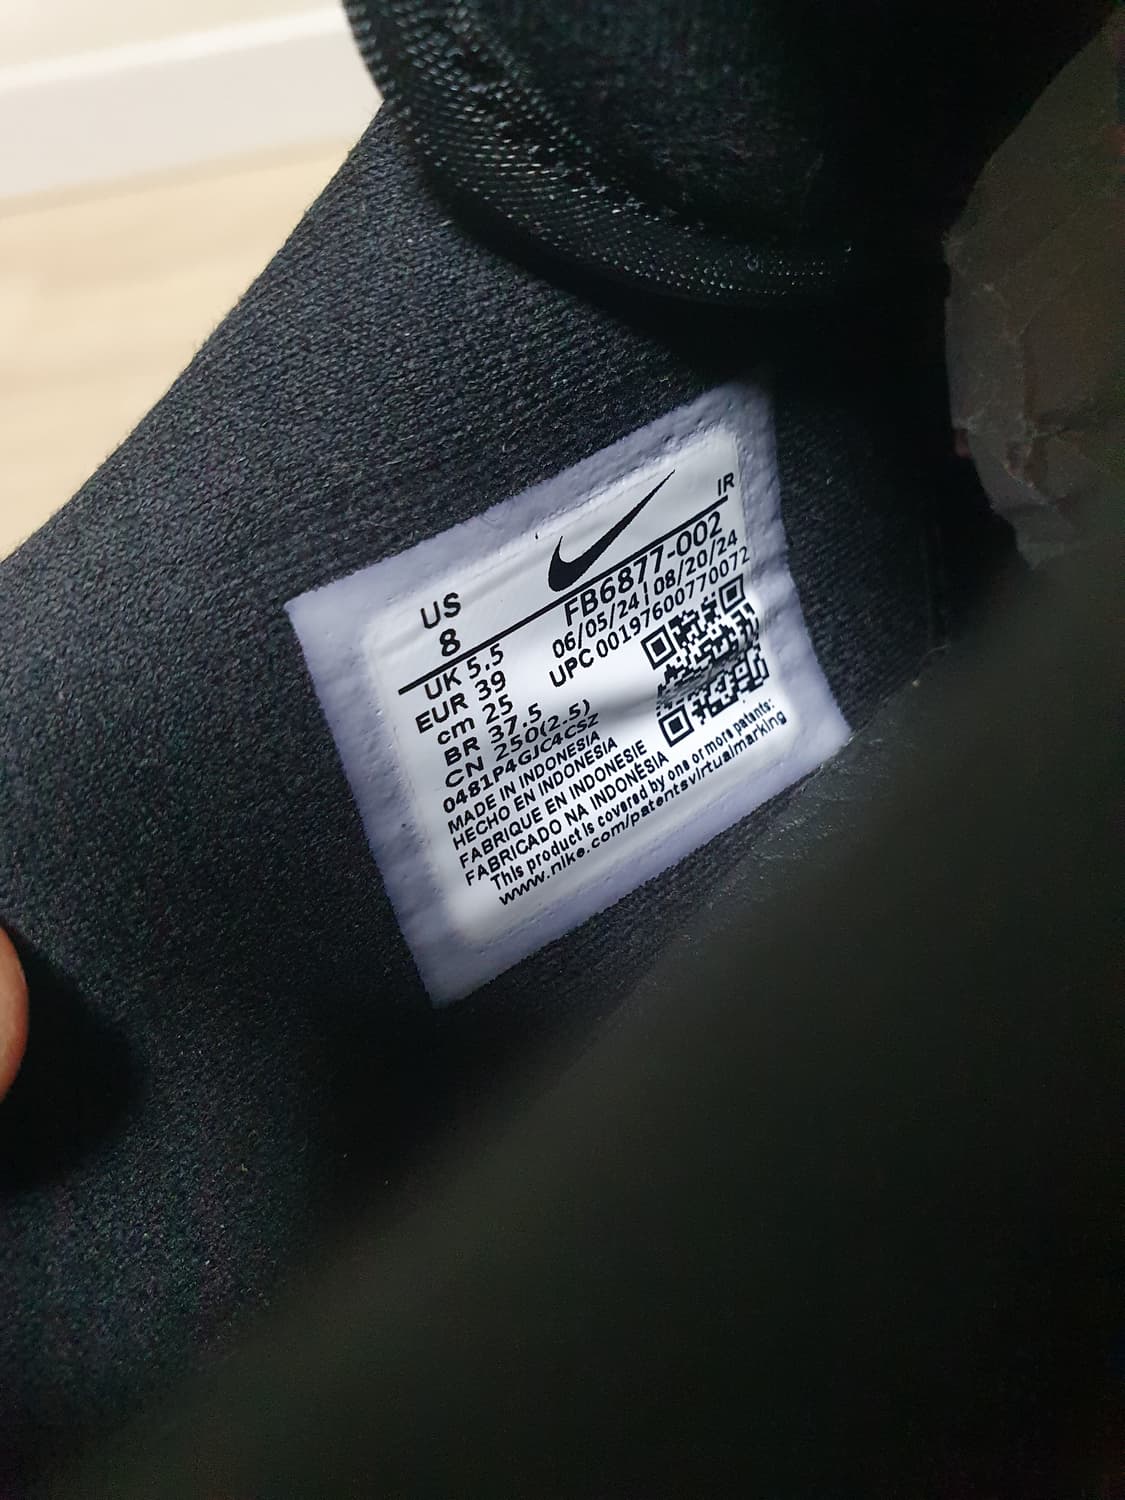 IR
US
8
FB6877-002
06/05/24|08/20/24
UPC 00197600770072
UK 5.5
EUR 39
cm 25
BR 37.5
CN 250(2.5)
0481P4GJC4CSZ
MADE IN INDONESIA
HECHO EN INDONESIA
FABRIQUE EN INDONESIE
FABRICADO NA INDONÉSIA
This product is covered by one or more patents:
www.nike.com/patentsvirtualmarking